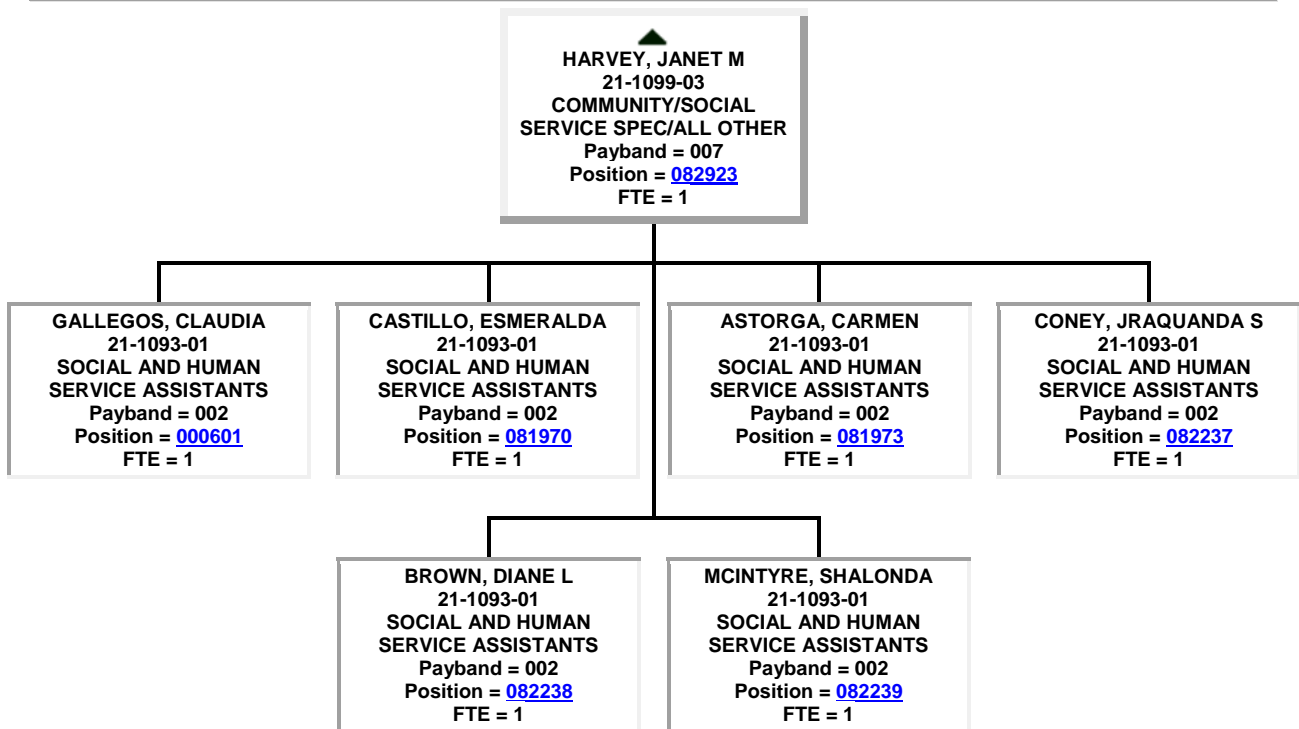 HARVEY, JANET M
21-1099-03
COMMUNITY/SOCIAL
SERVICE SPEC/ALL OTHER
Payband = 007
Position = 082923
FTE = 1
GALLEGOS, CLAUDIA
21-1093-01
SOCIAL AND HUMAN
SERVICE ASSISTANTS
Payband = 002
Position = 000601
FTE = 1
CASTILLO, ESMERALDA
21-1093-01
SOCIAL AND HUMAN
SERVICE ASSISTANTS
Payband = 002
Position = 081970
FTE = 1
ASTORGA, CARMEN
21-1093-01
SOCIAL AND HUMAN
SERVICE ASSISTANTS
Payband = 002
Position = 081973
FTE = 1
CONEY, JRAQUANDA S
21-1093-01
SOCIAL AND HUMAN
SERVICE ASSISTANTS
Payband = 002
Position = 082237
FTE = 1
BROWN, DIANE L
21-1093-01
SOCIAL AND HUMAN
SERVICE ASSISTANTS
Payband = 002
Position = 082238
FTE = 1
MCINTYRE, SHALONDA
21-1093-01
SOCIAL AND HUMAN
SERVICE ASSISTANTS
Payband = 002
Position = 082239
FTE = 1